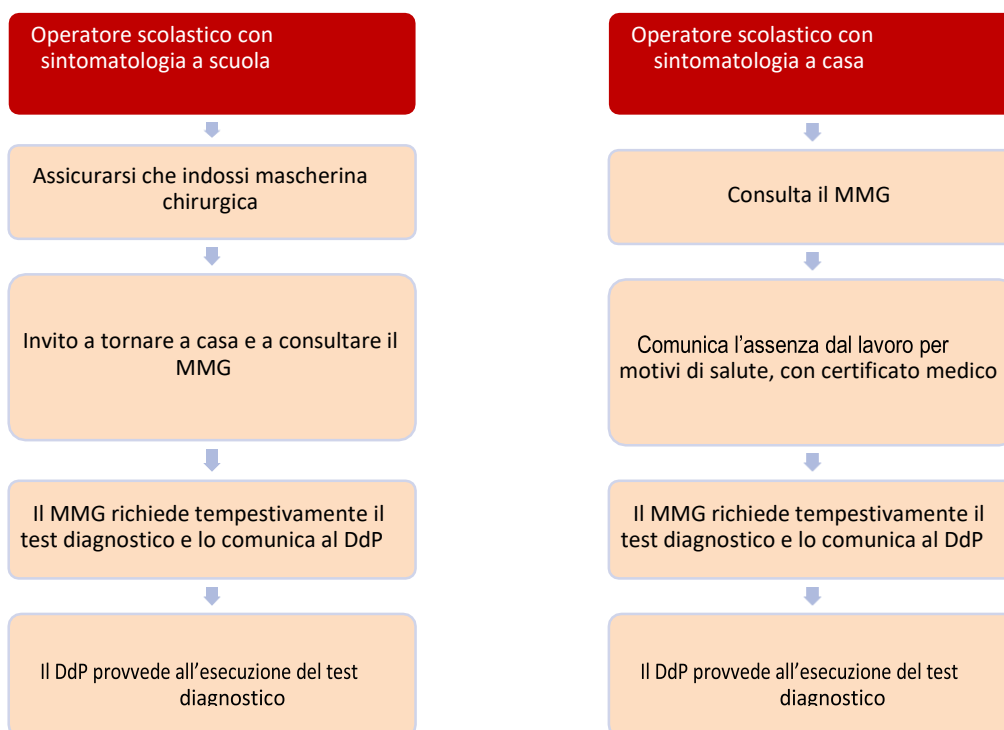 Operatore scolastico con
sintomatologia a scuola
Assicurarsi che indossi mascherina
chirurgica
Invito a tornare a casa e a consultare il
MMG
Il MMG richiede tempestivamente il
test diagnostico e lo comunica al DdP
Il DdP provvede all’esecuzione del test
diagnostico
Operatore scolastico con
sintomatologia a casa
Consulta il MMG
Comunica l’assenza dal lavoro per
motivi di salute, con certificato medico
Il MMG richiede tempestivamente il
test diagnostico e lo comunica al DdP
Il DdP provvede all’esecuzione del test
diagnostico